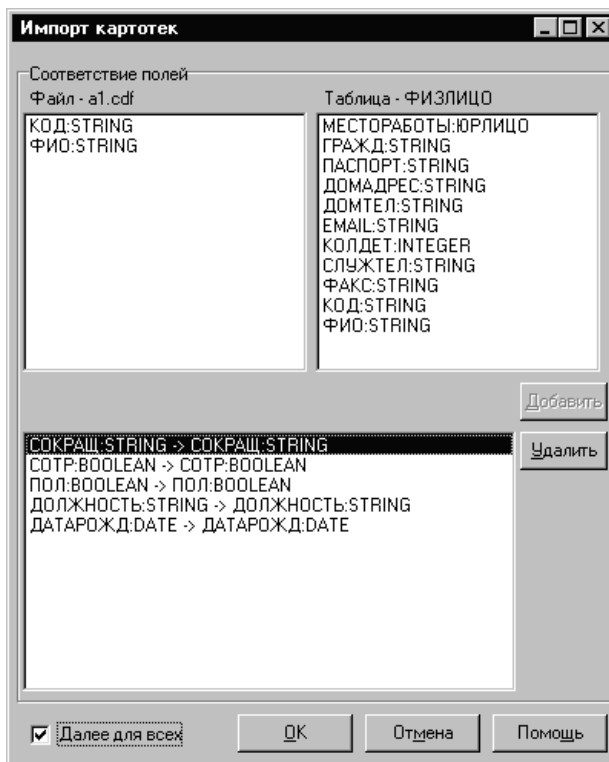 Импорт картотек
Соответствие полей
Файл - a1.cdf
Таблица - ФИЗЛИЦО
КОД:STRING
ФИО:STRING
МЕСТОРАБОТЫ:ЮРЛИЦО
ГРАЖД:STRING
ПАСПОРТ:STRING
ДОМАДРЕС:STRING
ДОМТЕЛ:STRING
EMAIL:STRING
КОЛДЕТ:INTEGER
СЛУЖТЕЛ:STRING
ФАКС:STRING
КОД:STRING
ФИО:STRING
Добавить
СОКРАЩ:STRING -> СОКРАЩ:STRING
СОТР:BOOLEAN -> СОТР:BOOLEAN
ПОЛ:BOOLEAN -> ПОЛ:BOOLEAN
ДОЛЖНОСТЬ:STRING -> ДОЛЖНОСТЬ:STRING
ДАТАРОЖД:DATE -> ДАТАРОЖД:DATE
Удалить
Далее для всех
OK
Отмена
Помощь